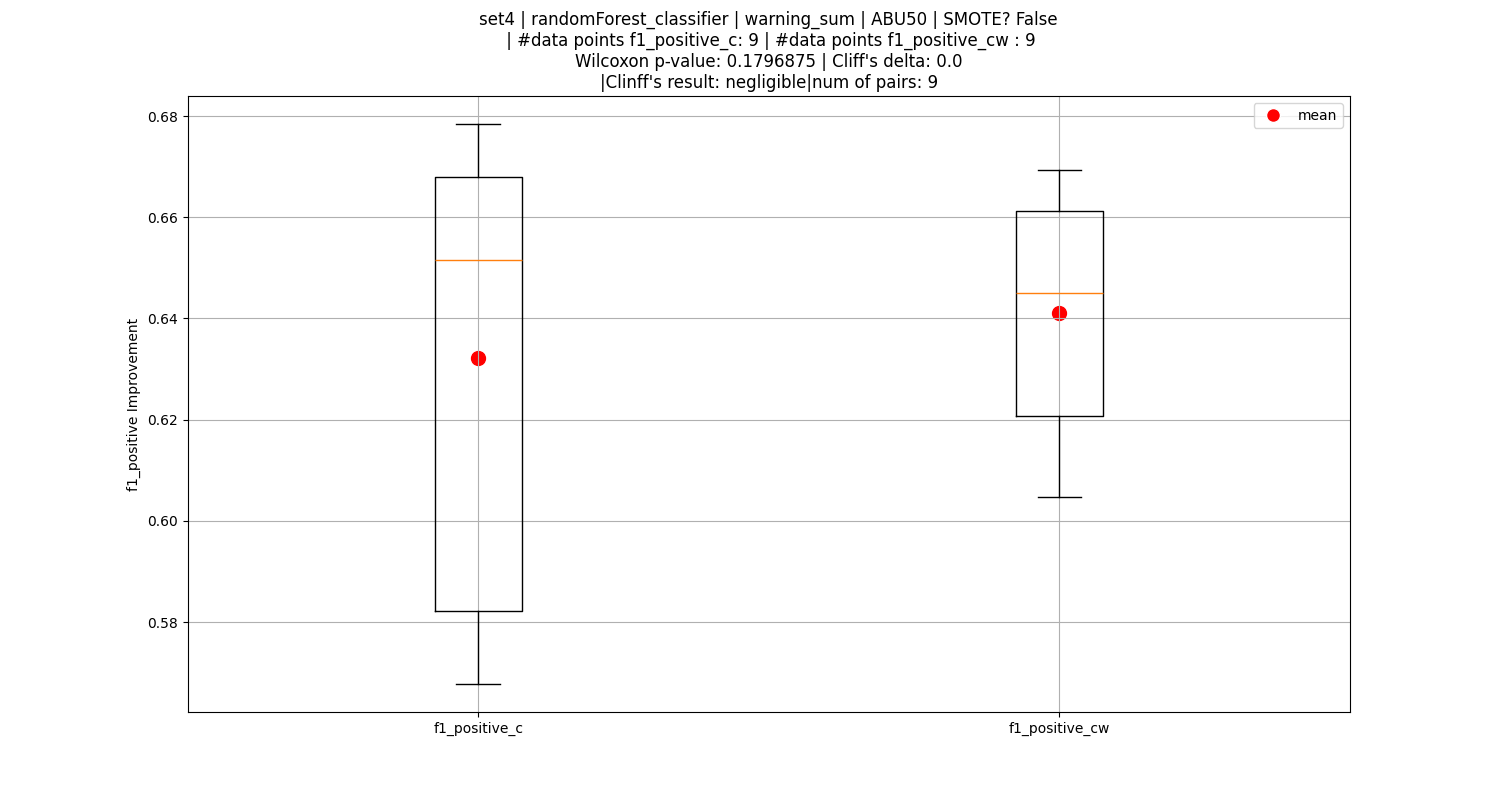 set4 | randomForest_classifier | warning_sum | ABU50 | SMOTE? False
| #data points f1_positive_c: 9 | #data points f1_positive_cw : 9
Wilcoxon p-value: 0.1796875 | Cliff's delta: 0.0
|Clinff's result: negligible|num of pairs: 9
mean
0.68
0.66
0.64
0.62
0.60
0.58
f1_positive Improvement
f1_positive_c
f1_positive_cw